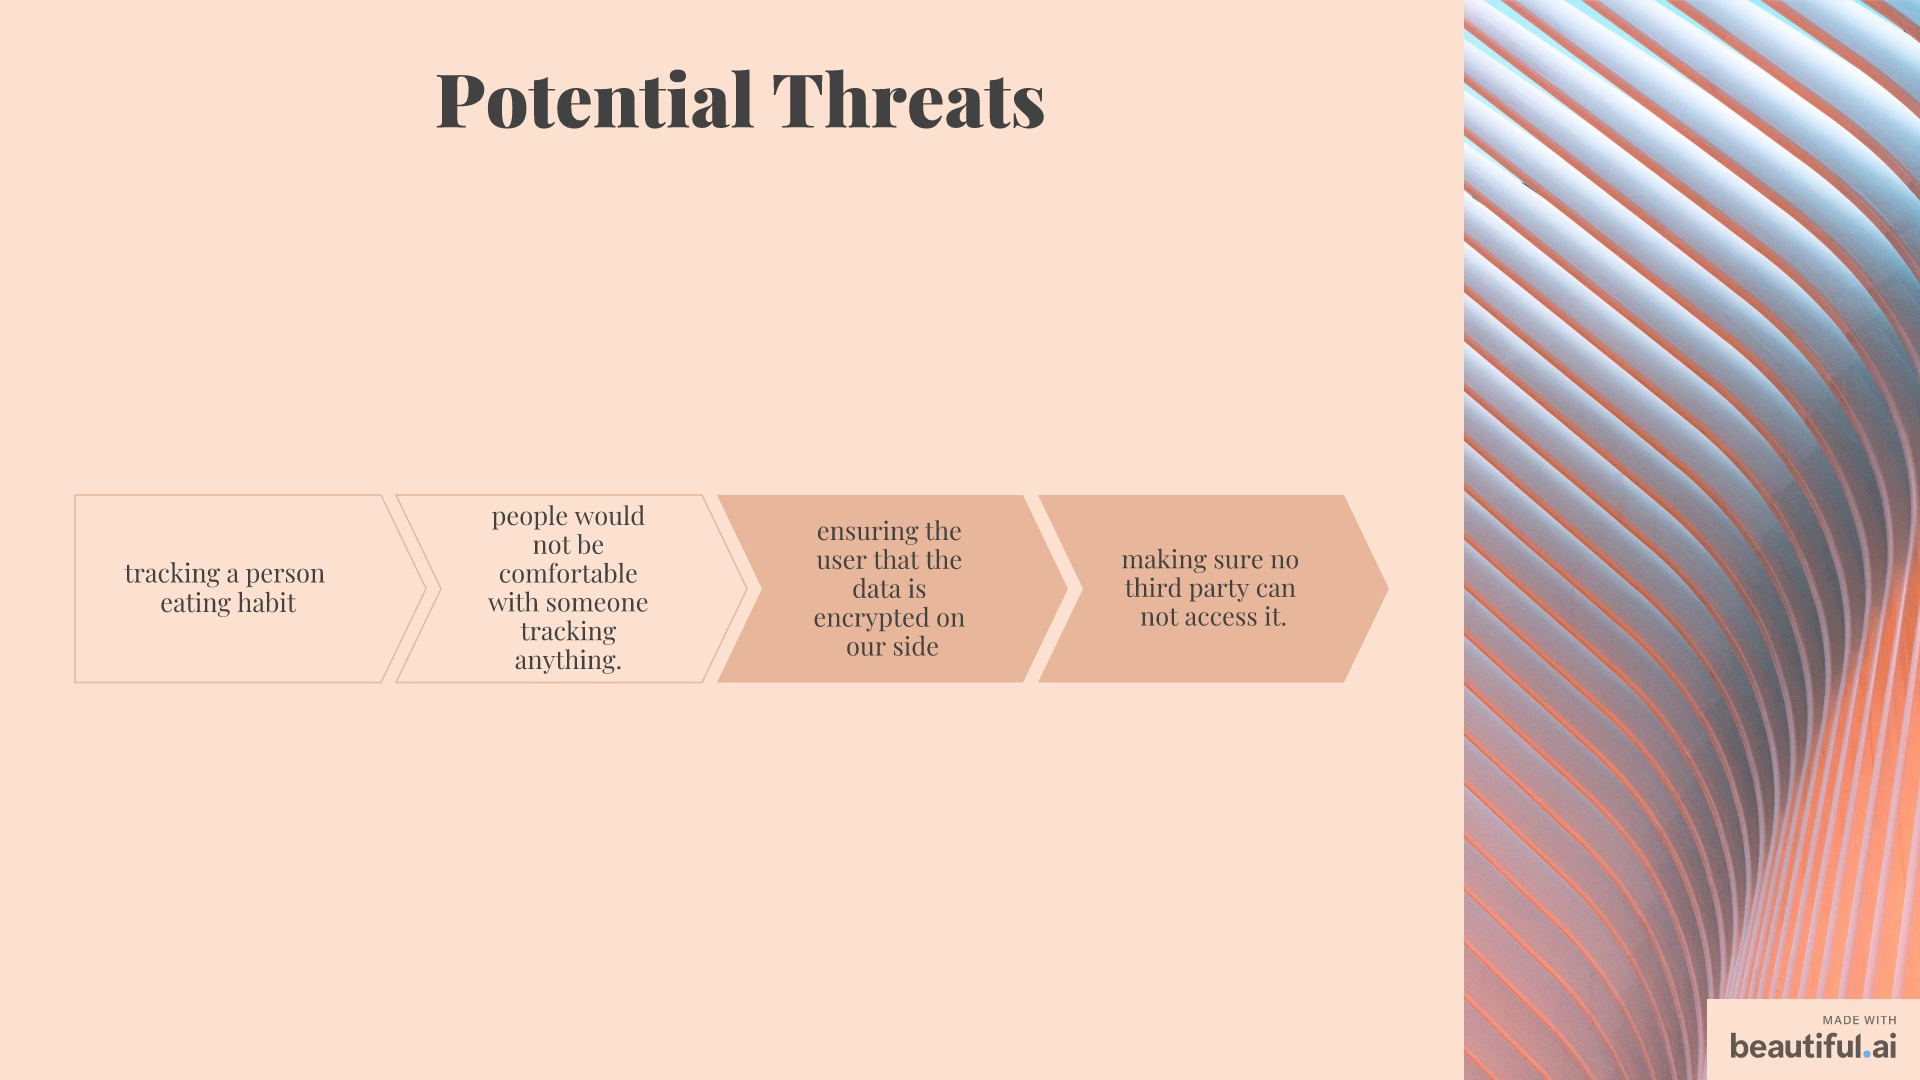 Potential Threats
tracking a person
eating habit
people would
not be
comfortable
with someone
tracking
anything.
ensuring the
user that the
data is
encrypted on
our side
making sure no
third party can
not access it.
MADE WITH
beautiful.ai